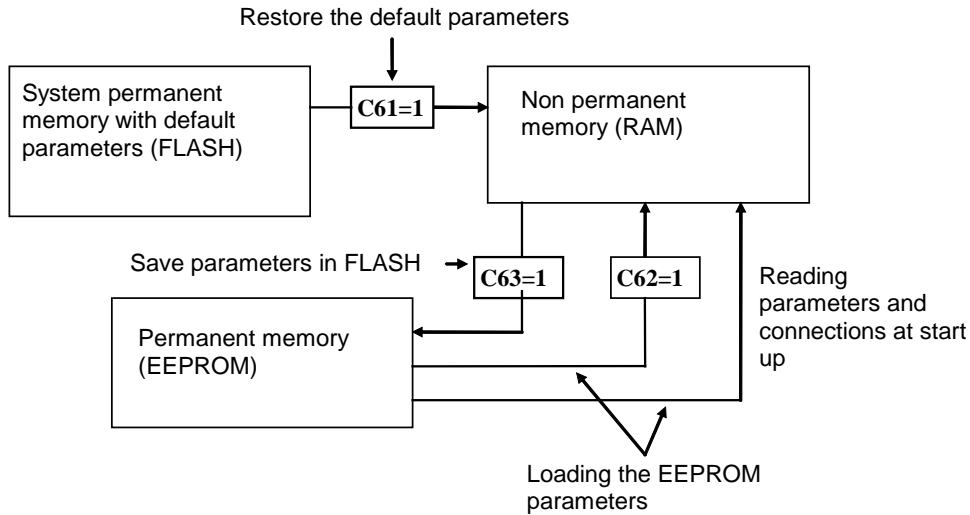 Restore the default parameters
System permanent
memory with default
parameters (FLASH)
C61=1
Non permanent
memory (RAM)
Save parameters in FLASH
C63=1
C62=1
Reading
parameters and
connections at start
up
Permanent memory
(EEPROM)
Loading the EEPROM
parameters